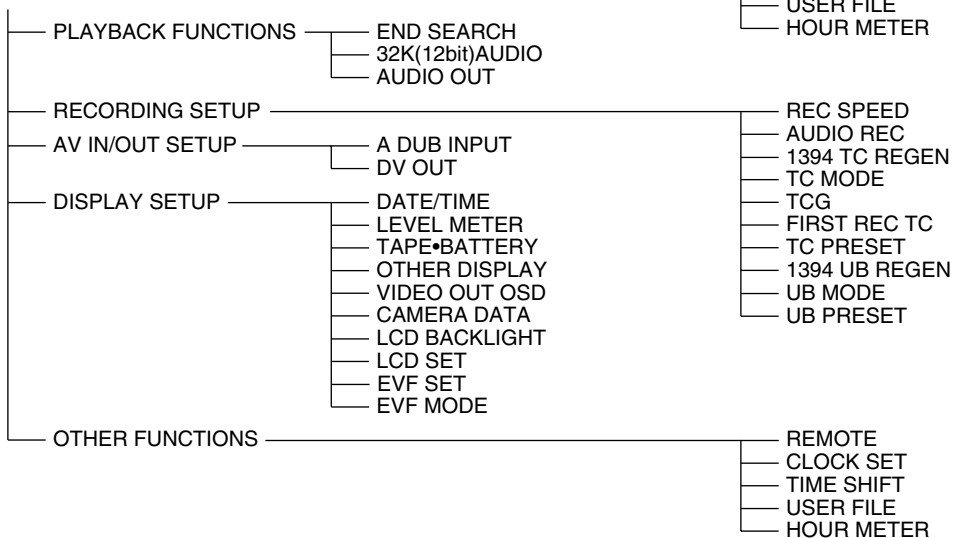 USER FILE
HOUR METER
PLAYBACK FUNCTIONS
END SEARCH
32K(12bit)AUDIO
AUDIO OUT
RECORDING SETUP
REC SPEED
AUDIO REC
1394 TC REGEN
TC MODE
TCG
FIRST REC TC
TC PRESET
1394 UB REGEN
UB MODE
UB PRESET
AV IN/OUT SETUP
A DUB INPUT
DV OUT
DISPLAY SETUP
DATE/TIME
LEVEL METER
TAPE•BATTERY
OTHER DISPLAY
VIDEO OUT OSD
CAMERA DATA
LCD BACKLIGHT
LCD SET
EVF SET
EVF MODE
OTHER FUNCTIONS
REMOTE
CLOCK SET
TIME SHIFT
USER FILE
HOUR METER